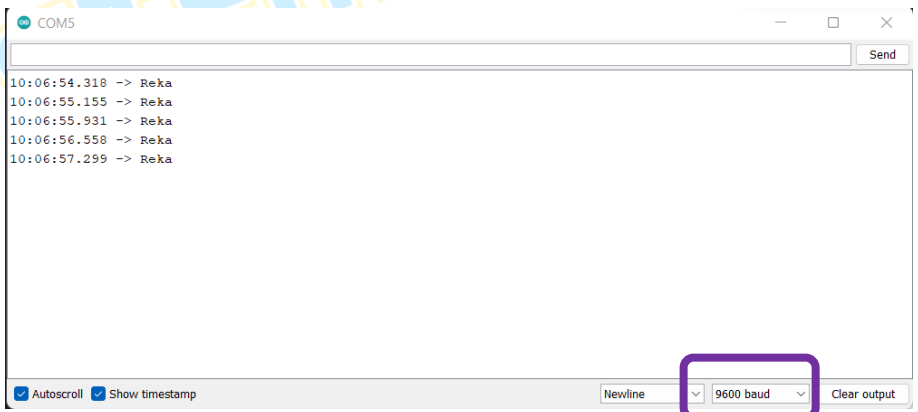 COM5
Send
10:06:54.318 -> Reka
10:06:55.155 -> Reka
10:06:55.931 -> Reka
10:06:56.558 -> Reka
10:06:57.299 -> Reka
Autoscroll Show timestamp Newline 9600 baud Clear output